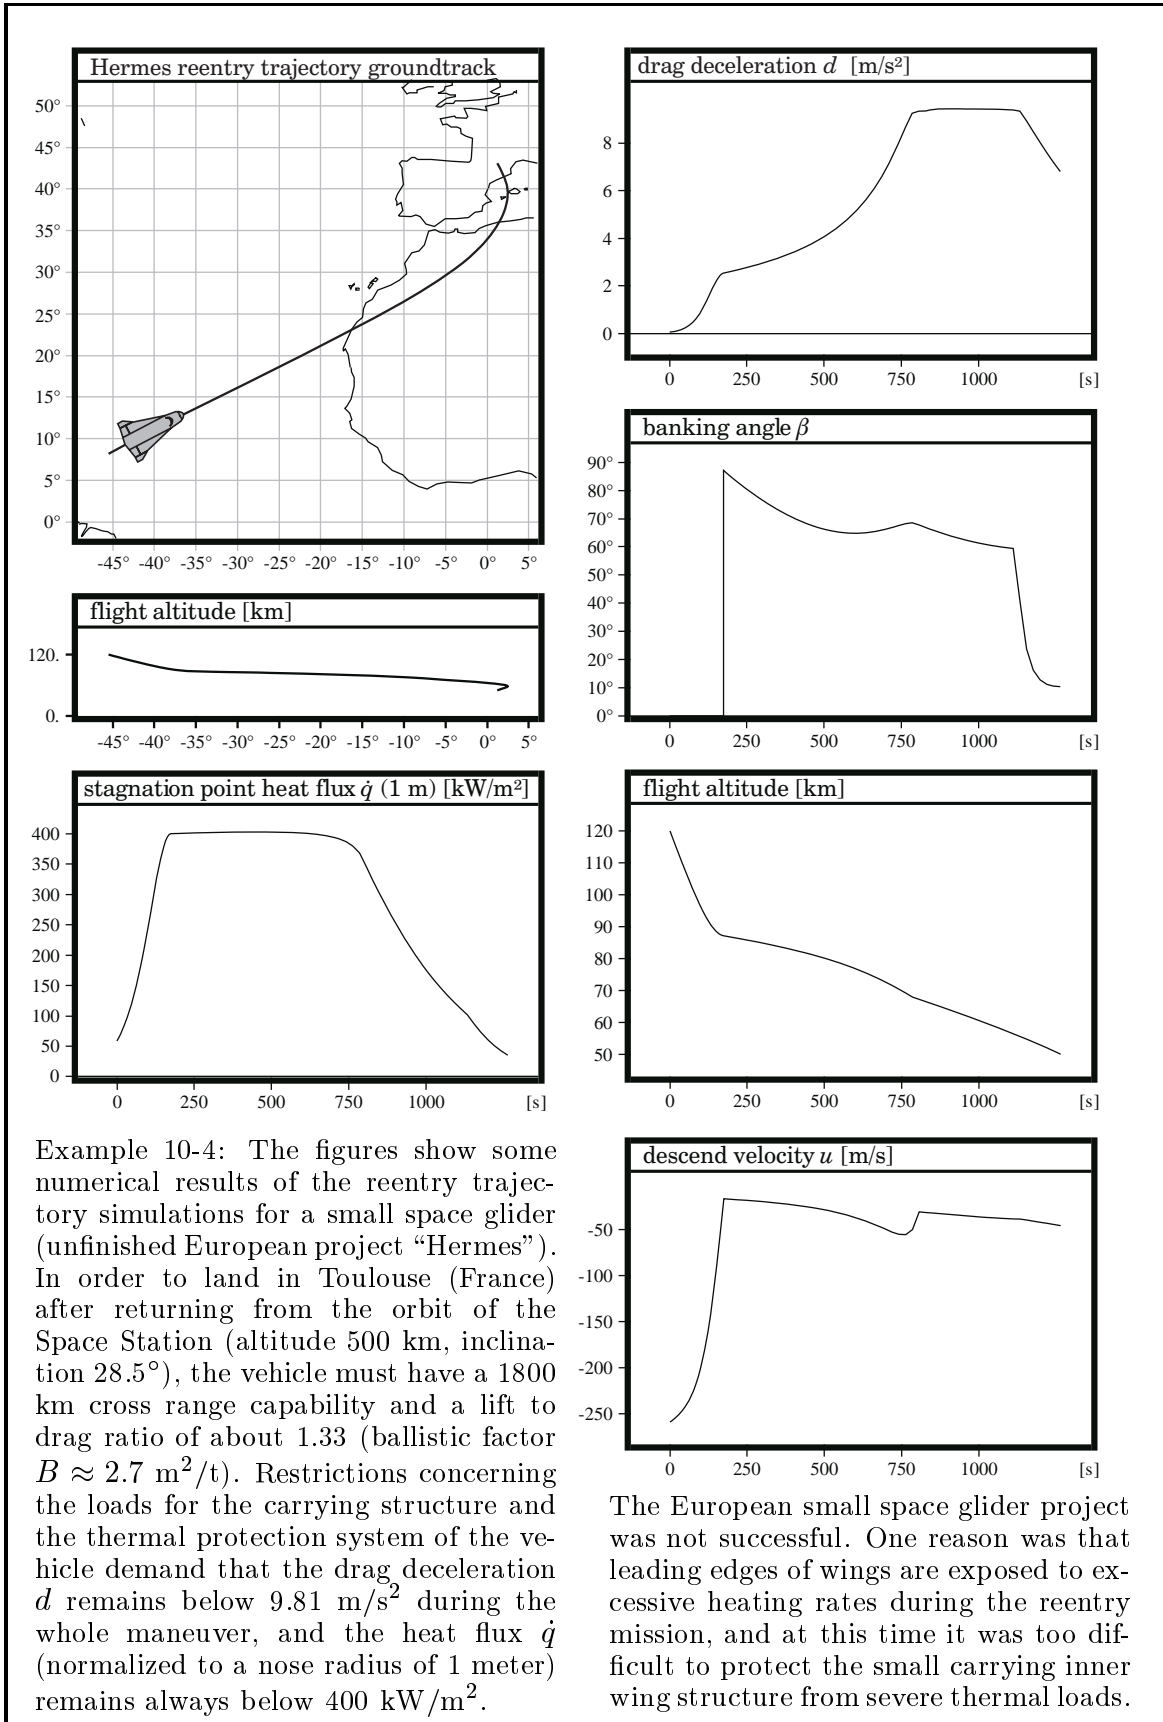 Hermes reentry trajectory groundtrack
50°
45°
40°
35°
30°
25°
20°
15°
10°
5°
0°
-45° -40° -30° -25° -20° -15° -10° -5° 0° 5°
flight altitude [km]
120.
0.
-45° -40° -35° -30° -25° -20° -15° -10° -5° 0° 5°
stagnation point heat flux q̇ (1 m) [kW/m²]
400
350
300
250
200
150
100
50
0
0 250 500 750 1000 [s]
Example 10-4: The figures show some
numerical results of the reentry trajec-
tory simulations for a small space glider
(unfinished European project “Hermes”).
In order to land in Toulouse (France)
after returning from the orbit of the
Space Station (altitude 500 km, inclina-
tion 28.5°), the vehicle must have a 1800
km cross range capability and a lift to
drag ratio of about 1.33 (ballistic factor
B ≈ 2.7 m²/t). Restrictions concerning
the loads for the carrying structure and
the thermal protection system of the ve-
hicle demand that the drag deceleration
d remains below 9.81 m/s² during the
whole maneuver, and the heat flux q̇
(normalized to a nose radius of 1 meter)
remains always below 400 kW/m².
drag deceleration d [m/s²]
8
6
4
2
0
0 250 500 750 1000 [s]
banking angle β
90°
80°
70°
60°
50°
40°
30°
20°
10°
0°
0 250 500 750 1000 [s]
flight altitude [km]
120
110
100
90
80
70
60
50
0 250 500 750 1000 [s]
descend velocity u [m/s]
-50
-100
-150
-200
-250
0 250 500 750 1000 [s]
The European small space glider project
was not successful. One reason was that
leading edges of wings are exposed to ex-
cessive heating rates during the reentry
mission, and at this time it was too dif-
ficult to protect the small carrying inner
wing structure from severe thermal loads.